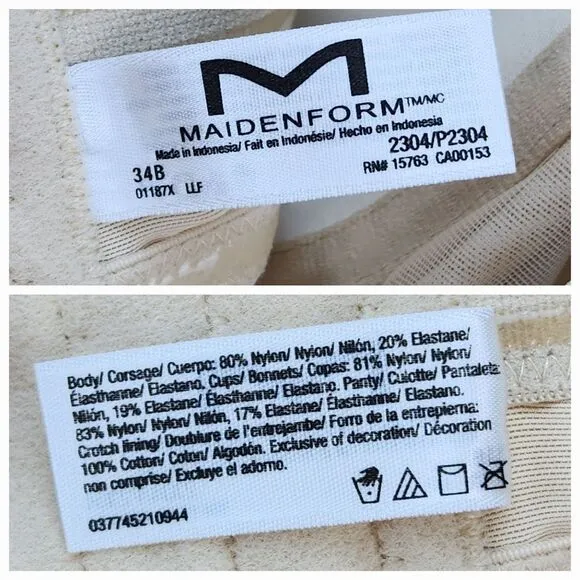 MAIDENFORM™/MC
Made in Indonesia/ Fait en Indonésie/ Hecho en Indonesia
34B 2304/P2304
01187X LLF RN# 15763 CA00153
Body/ Corsage/ Cuerpo: 80% Nylon/ Nylon/ Nilón, 20% Elastane/
Élasthanne/ Elastano. Cups/ Bonnets/ Copas: 81% Nylon/ Nylon/
Nilón, 19% Elastane/ Élasthanne/ Elastano. Panty/ Culotte/ Pantaleta:
83% Nylon/ Nylon/ Nilón, 17% Elastane/ Élasthanne/ Elastano.
Crotch lining/ Doublure de l'entrejambe/ Forro de la entrepierna:
100% Cotton/ Coton/ Algodón. Exclusive of decoration/ Décoration
non comprise/ Excluye el adorno.
037745210944